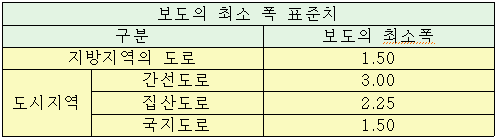 보도의 최소 폭 표준치
구분 보도의 최소폭
지방지역의 도로 1.50
도시지역 간선도로 3.00
집산도로 2.25
국지도로 1.50